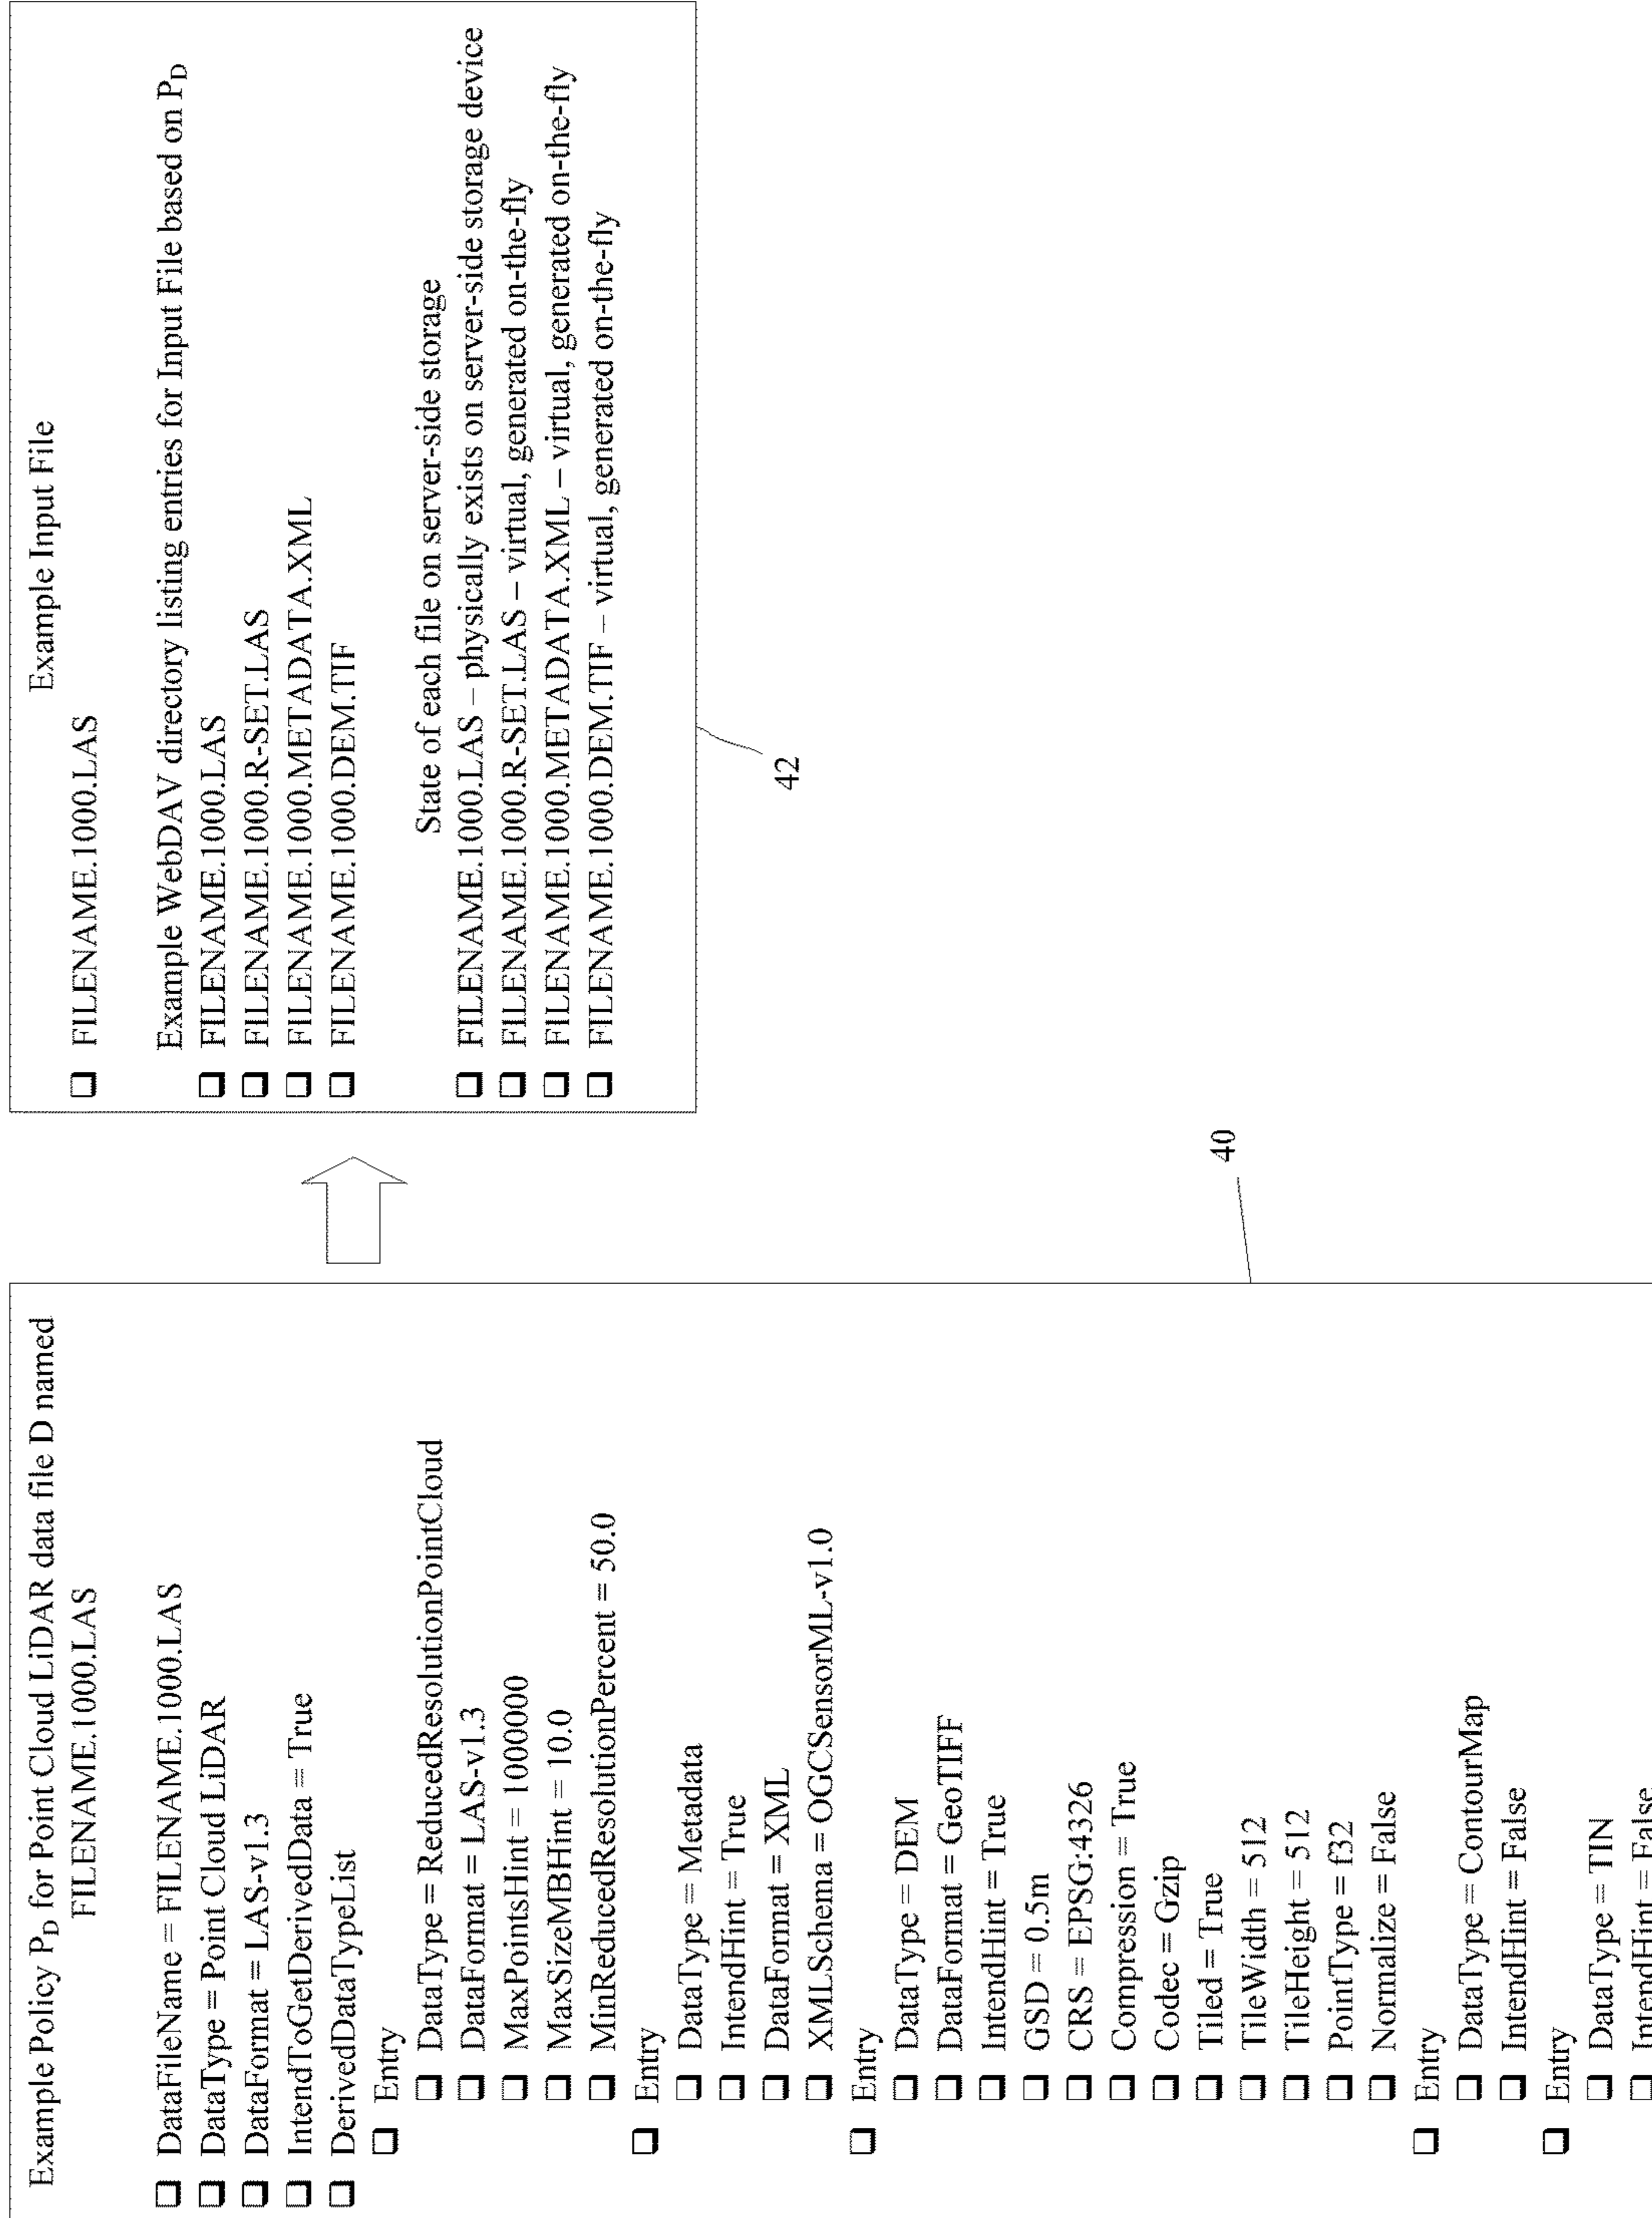 Example Policy PD for Point Cloud LiDAR data file D named
FILENAME.1000.LAS
❑ DataFileName = FILENAME.1000.LAS
❑ DataType = Point Cloud LiDAR
❑ DataFormat = LAS-v1.3
❑ IntendToGetDerivedData = True
❑ DerivedDataTypeList
❑ Entry
❑ DataType = ReducedResolutionPointCloud
❑ DataFormat = LAS-v1.3
❑ MaxPointsHint = 1000000
❑ MaxSizeMBHint = 10.0
❑ MinReducedResolutionPercent = 50.0
❑ Entry
❑ DataType = Metadata
❑ IntendHint = True
❑ DataFormat = XML
❑ XMLSchema = OGCSensorML-v1.0
❑ Entry
❑ DataType = DEM
❑ DataFormat = GeoTIFF
❑ IntendHint = True
❑ GSD = 0.5m
❑ CRS = EPSG:4326
❑ Compression = True
❑ Codec = Gzip
❑ Tiled = True
❑ TileWidth = 512
❑ TileHeight = 512
❑ PointType = f32
❑ Normalize = False
❑ Entry
❑ DataType = ContourMap
❑ IntendHint = False
❑ Entry
❑ DataType = TIN
❑ IntendHint = False
40
Example Input File
❑ FILENAME.1000.LAS
Example WebDAV directory listing entries for Input File based on PD
❑ FILENAME.1000.LAS
❑ FILENAME.1000.R-SET.LAS
❑ FILENAME.1000.METADATA.XML
❑ FILENAME.1000.DEM.TIF
State of each file on server-side storage
❑ FILENAME.1000.LAS – physically exists on server-side storage device
❑ FILENAME.1000.R-SET.LAS – virtual, generated on-the-fly
❑ FILENAME.1000.METADATA.XML – virtual, generated on-the-fly
❑ FILENAME.1000.DEM.TIF – virtual, generated on-the-fly
42